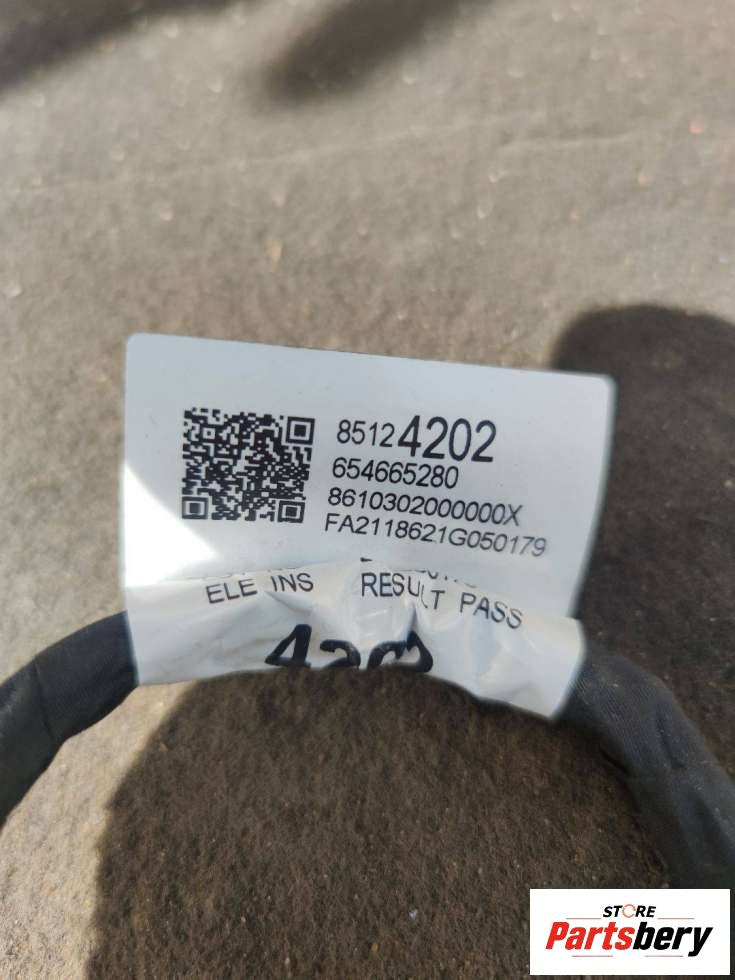 85124202
654665280
8610302000000X
FA2118621G050179
ELE INS RESULT PASS
STORE
Partsbery